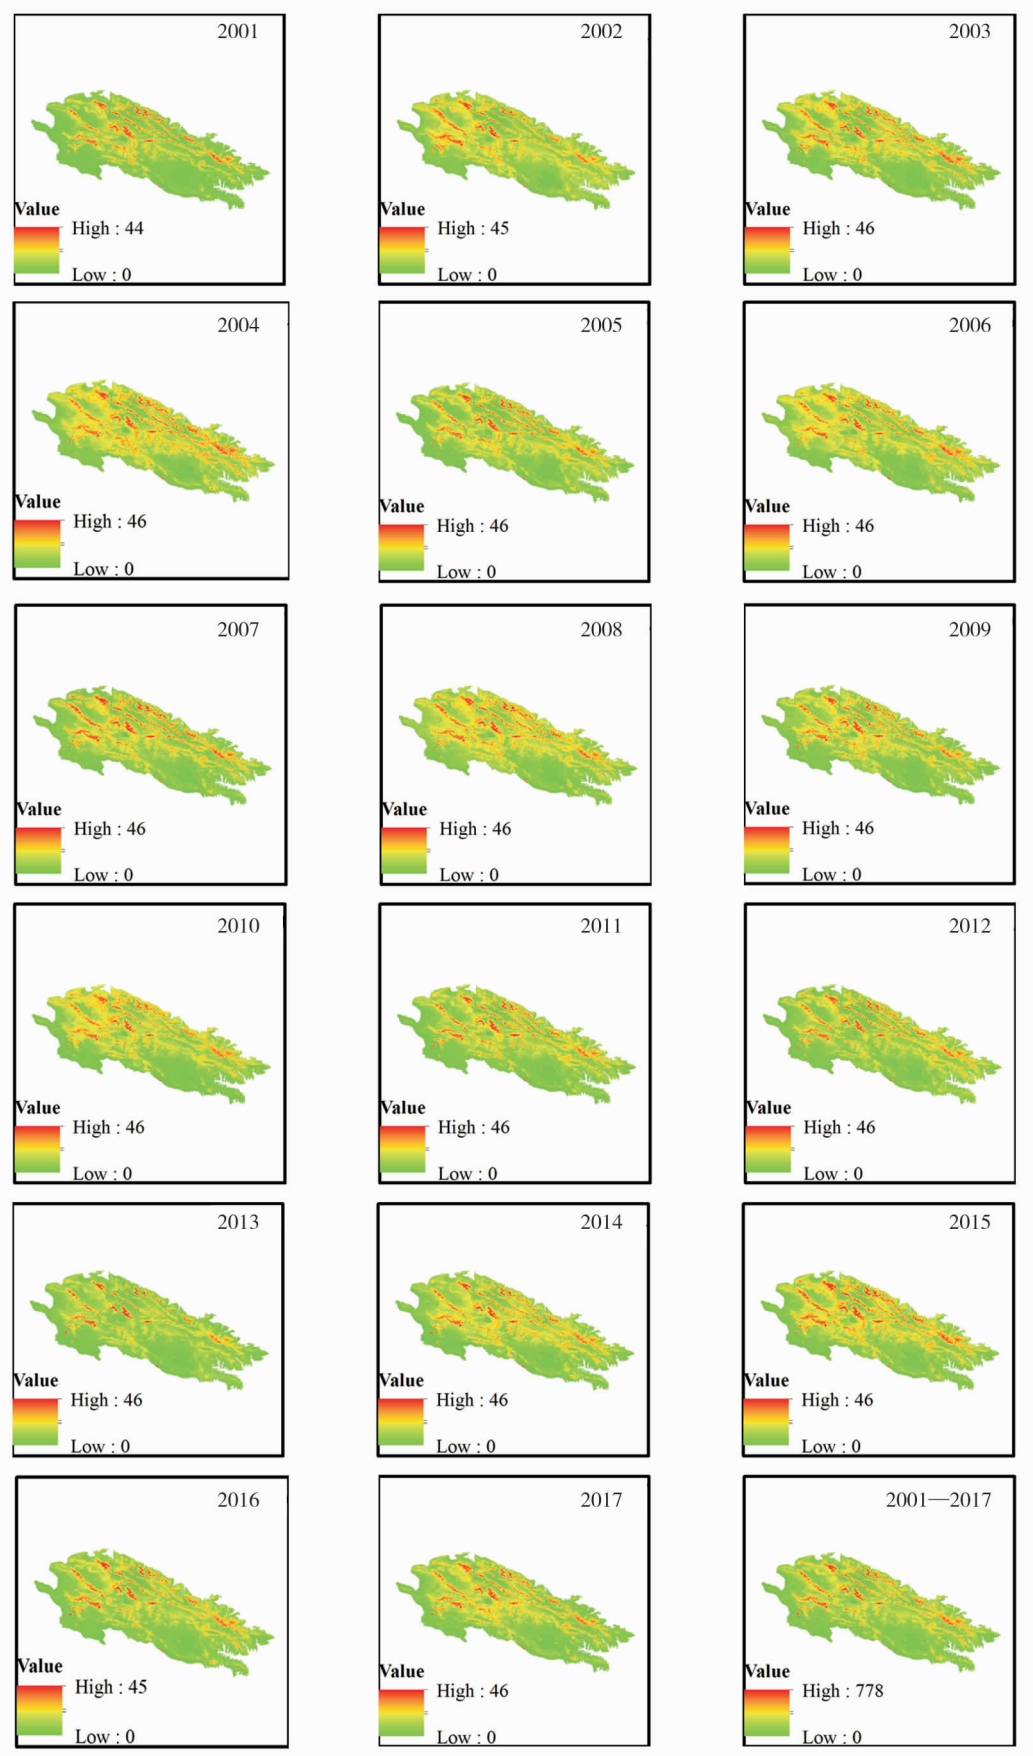 2001
Value
High : 44
Low : 0
2002
Value
High : 45
Low : 0
2003
Value
High : 46
Low : 0
2004
Value
High : 46
Low : 0
2005
Value
High : 46
Low : 0
2006
Value
High : 46
Low : 0
2007
Value
High : 46
Low : 0
2008
Value
High : 46
Low : 0
2009
Value
High : 46
Low : 0
2010
Value
High : 46
Low : 0
2011
Value
High : 46
Low : 0
2012
Value
High : 46
Low : 0
2013
Value
High : 46
Low : 0
2014
Value
High : 46
Low : 0
2015
Value
High : 46
Low : 0
2016
Value
High : 45
Low : 0
2017
Value
High : 46
Low : 0
2001—2017
Value
High : 778
Low : 0